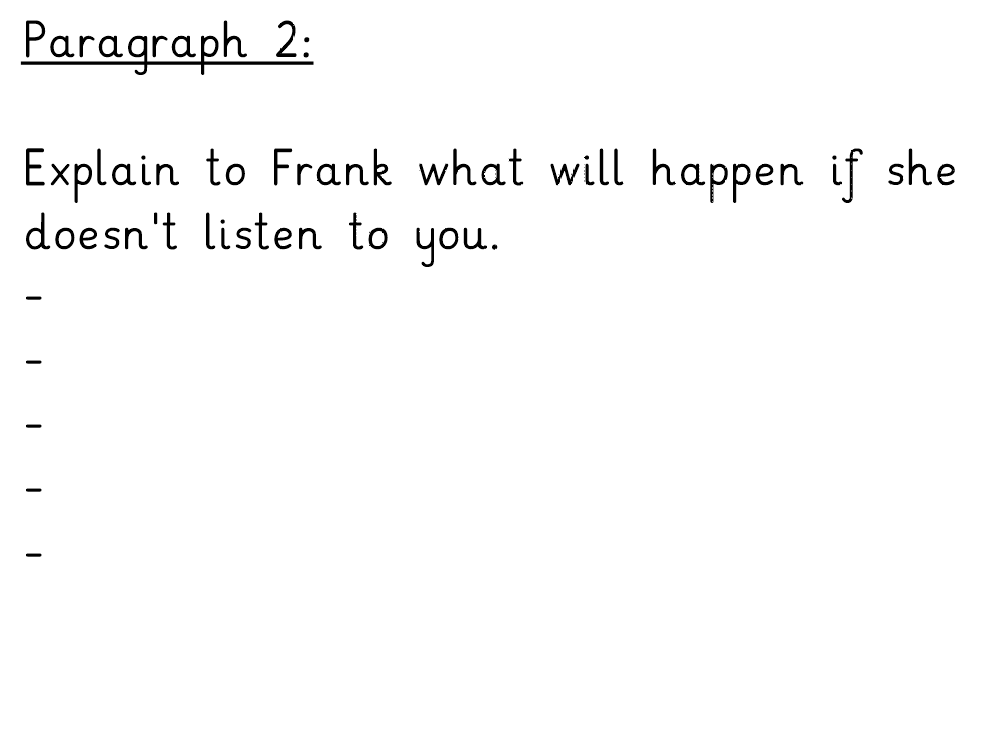 Paragraph 2:
Explain to Frank what will happen if she
doesn't listen to you.
-
-
-
-
-